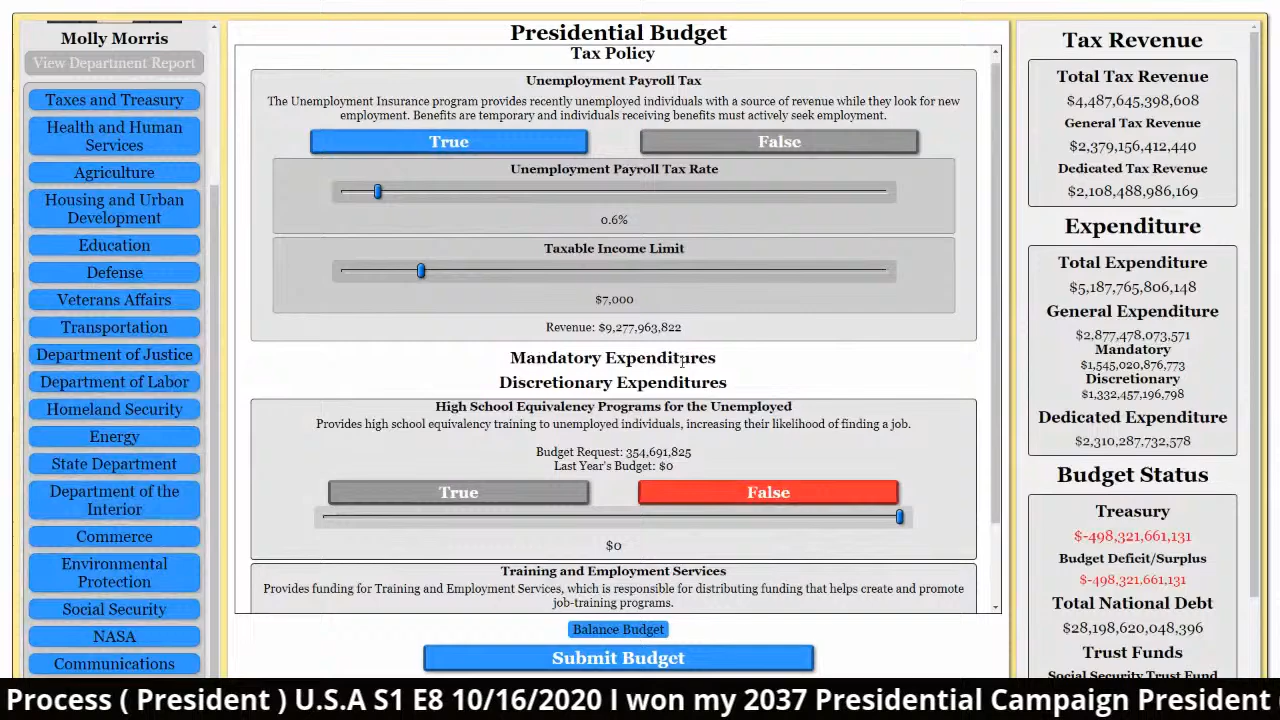 Molly Morris
View Department Report
Taxes and Treasury
Health and Human
Services
Agriculture
Housing and Urban
Development
Education
Defense
Veterans Affairs
Transportation
Department of Justice
Department of Labor
Homeland Security
Energy
State Department
Department of the
Interior
Commerce
Environmental
Protection
Social Security
NASA
Communications
Presidential Budget
Tax Policy
Unemployment Payroll Tax
The Unemployment Insurance program provides recently unemployed individuals with a source of revenue while they look for new
employment. Benefits are temporary and individuals receiving benefits must actively seek employment.
True
False
Unemployment Payroll Tax Rate
0.6%
Taxable Income Limit
$7,000
Revenue: $9,277,963,822
Mandatory Expenditures
Discretionary Expenditures
High School Equivalency Programs for the Unemployed
Provides high school equivalency training to unemployed individuals, increasing their likelihood of finding a job.
Budget Request: 354,691,825
Last Year's Budget: $0
True
False
$0
Training and Employment Services
Provides funding for Training and Employment Services, which is responsible for distributing funding that helps create and promote
job-training programs.
Balance Budget
Submit Budget
Tax Revenue
Total Tax Revenue
$4,487,645,398,608
General Tax Revenue
$2,379,156,412,440
Dedicated Tax Revenue
$2,108,488,986,169
Expenditure
Total Expenditure
$5,187,765,806,148
General Expenditure
$2,877,478,073,571
Mandatory
$1,545,020,876,773
Discretionary
$1,332,457,196,798
Dedicated Expenditure
$2,310,287,732,578
Budget Status
Treasury
$-498,321,661,131
Budget Deficit/Surplus
$-498,321,661,131
Total National Debt
$28,198,620,048,396
Trust Funds
Social Security Trust Fund
Process ( President ) U.S.A S1 E8 10/16/2020 I won my 2037 Presidential Campaign President